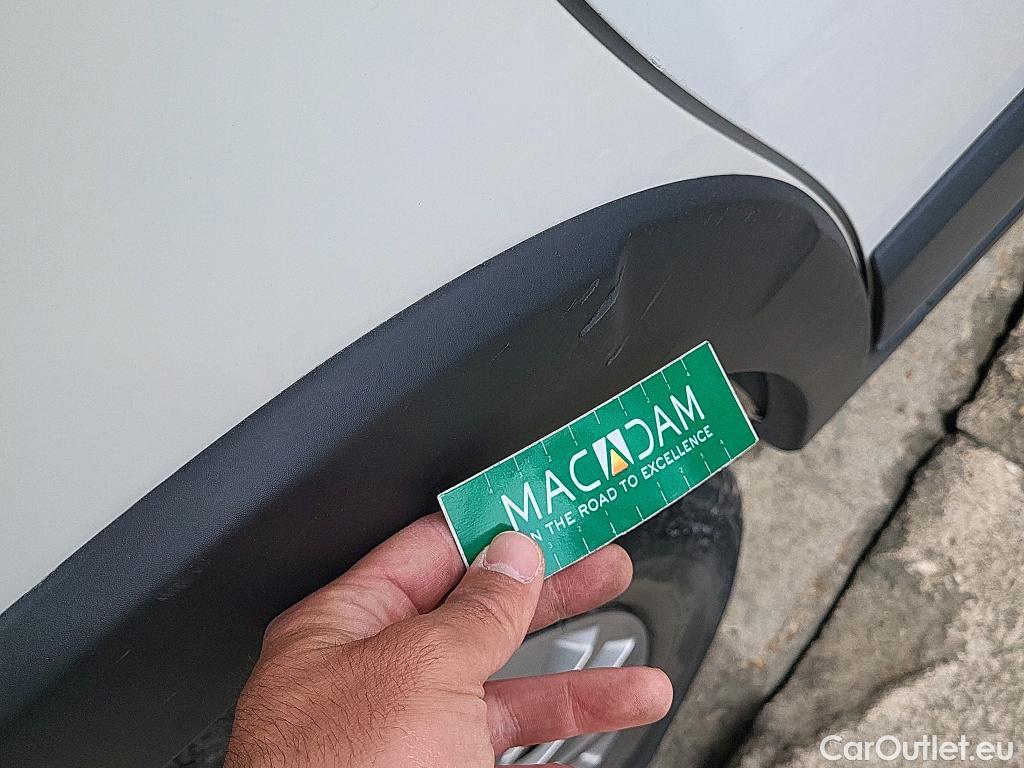 MACADAM
ON THE ROAD TO EXCELLENCE
CarOutlet.eu